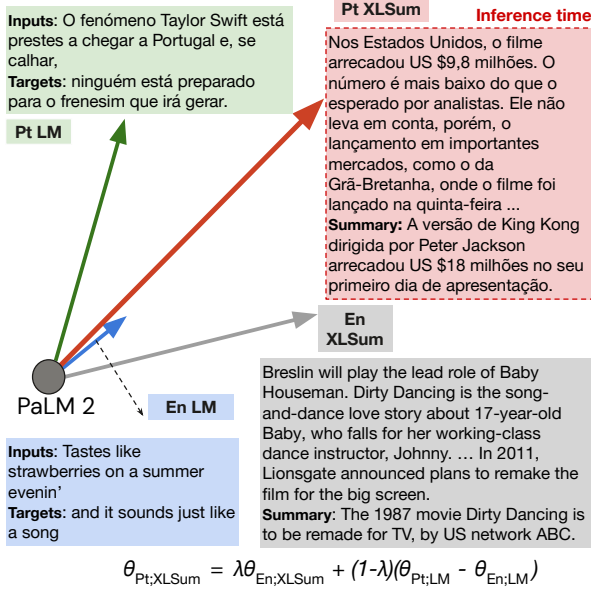 Inputs: O fenómeno Taylor Swift está
prestes a chegar a Portugal e, se
calhar,
Targets: ninguém está preparado
para o frenesim que irá gerar.
Pt LM
Pt XLSum
Inference time
Nos Estados Unidos, o filme
arrecadou US $9,8 milhões. O
número é mais baixo do que o
esperado por analistas. Ele não
leva em conta, porém, o
lançamento em importantes
mercados, como o da
Grã-Bretanha, onde o filme foi
lançado na quinta-feira ...
Summary: A versão de King Kong
dirigida por Peter Jackson
arrecadou US $18 milhões no seu
primeiro dia de apresentação.
En
XLSum
PaLM 2
En LM
Inputs: Tastes like
strawberries on a summer
evenin'
Targets: and it sounds just like
a song
Breslin will play the lead role of Baby
Houseman. Dirty Dancing is the song-
and-dance love story about 17-year-old
Baby, who falls for her working-class
dance instructor, Johnny. … In 2011,
Lionsgate announced plans to remake the
film for the big screen.
Summary: The 1987 movie Dirty Dancing is
to be remade for TV, by US network ABC.
θPt;XLSum = λθEn;XLSum + (1-λ)(θPt;LM - θEn;LM)